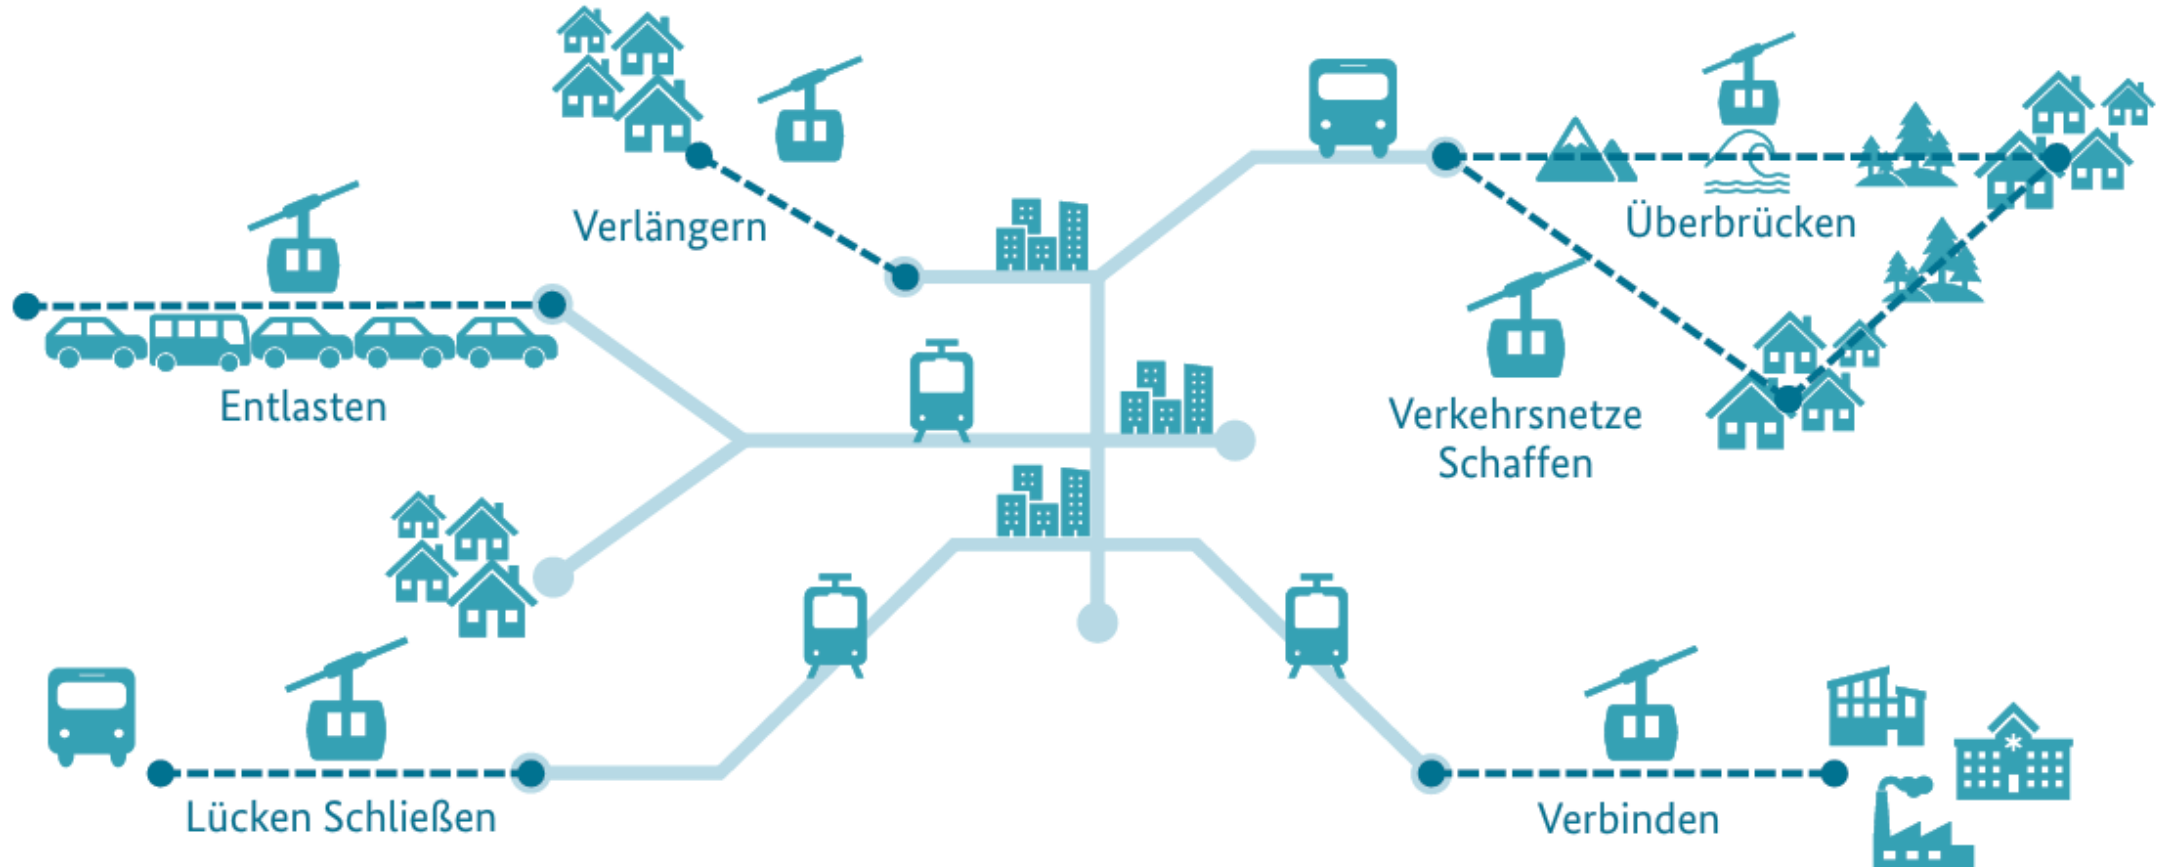 Verlängern
Überbrücken
Entlasten
Verkehrsnetze
Schaffen
Lücken Schließen
Verbinden